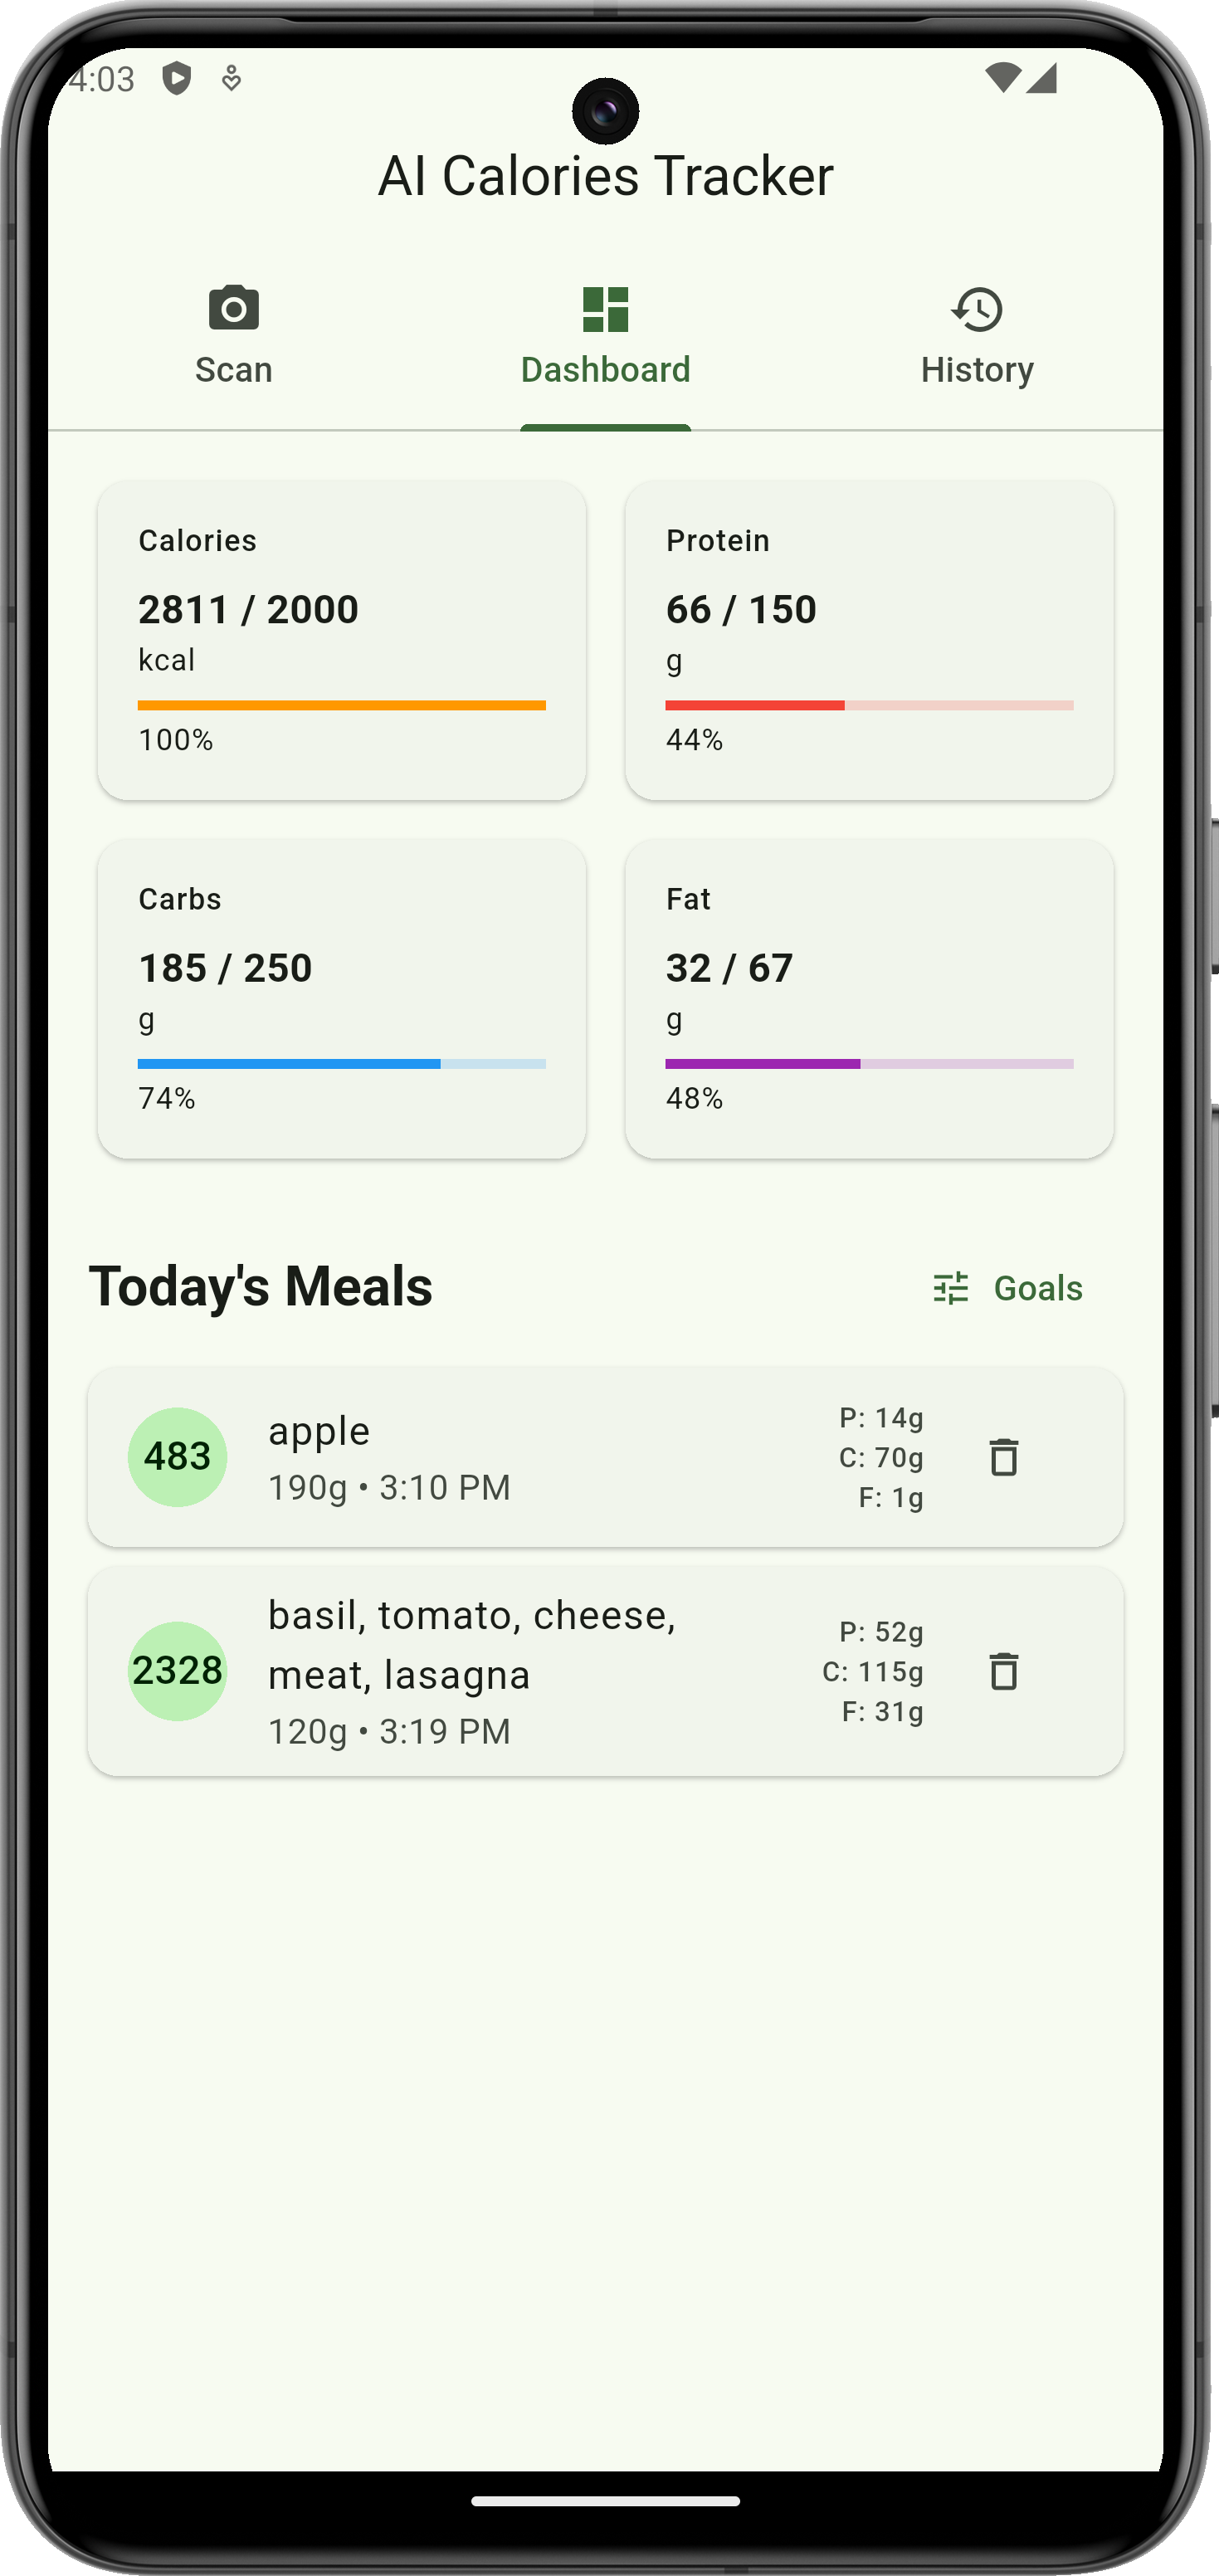 4:03
AI Calories Tracker
Scan
Dashboard
History
Calories
2811 / 2000
kcal
100%
Protein
66 / 150
g
44%
Carbs
185 / 250
g
74%
Fat
32 / 67
g
48%
Today's Meals
Goals
483
apple
190g • 3:10 PM
P: 14g
C: 70g
F: 1g
2328
basil, tomato, cheese,
meat, lasagna
120g • 3:19 PM
P: 52g
C: 115g
F: 31g